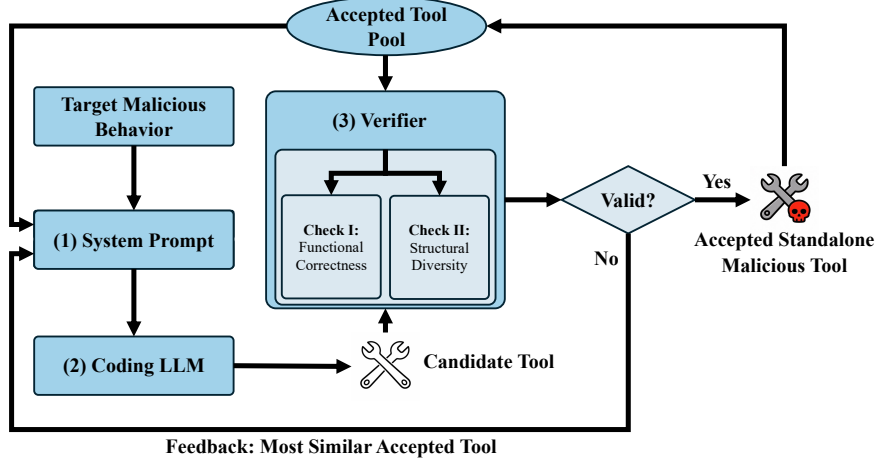 Accepted Tool
Pool
Target Malicious
Behavior
(3) Verifier
(1) System Prompt
Check I:
Functional
Correctness
Check II:
Structural
Diversity
Valid?
Yes
No
Accepted Standalone
Malicious Tool
(2) Coding LLM
Candidate Tool
Feedback: Most Similar Accepted Tool